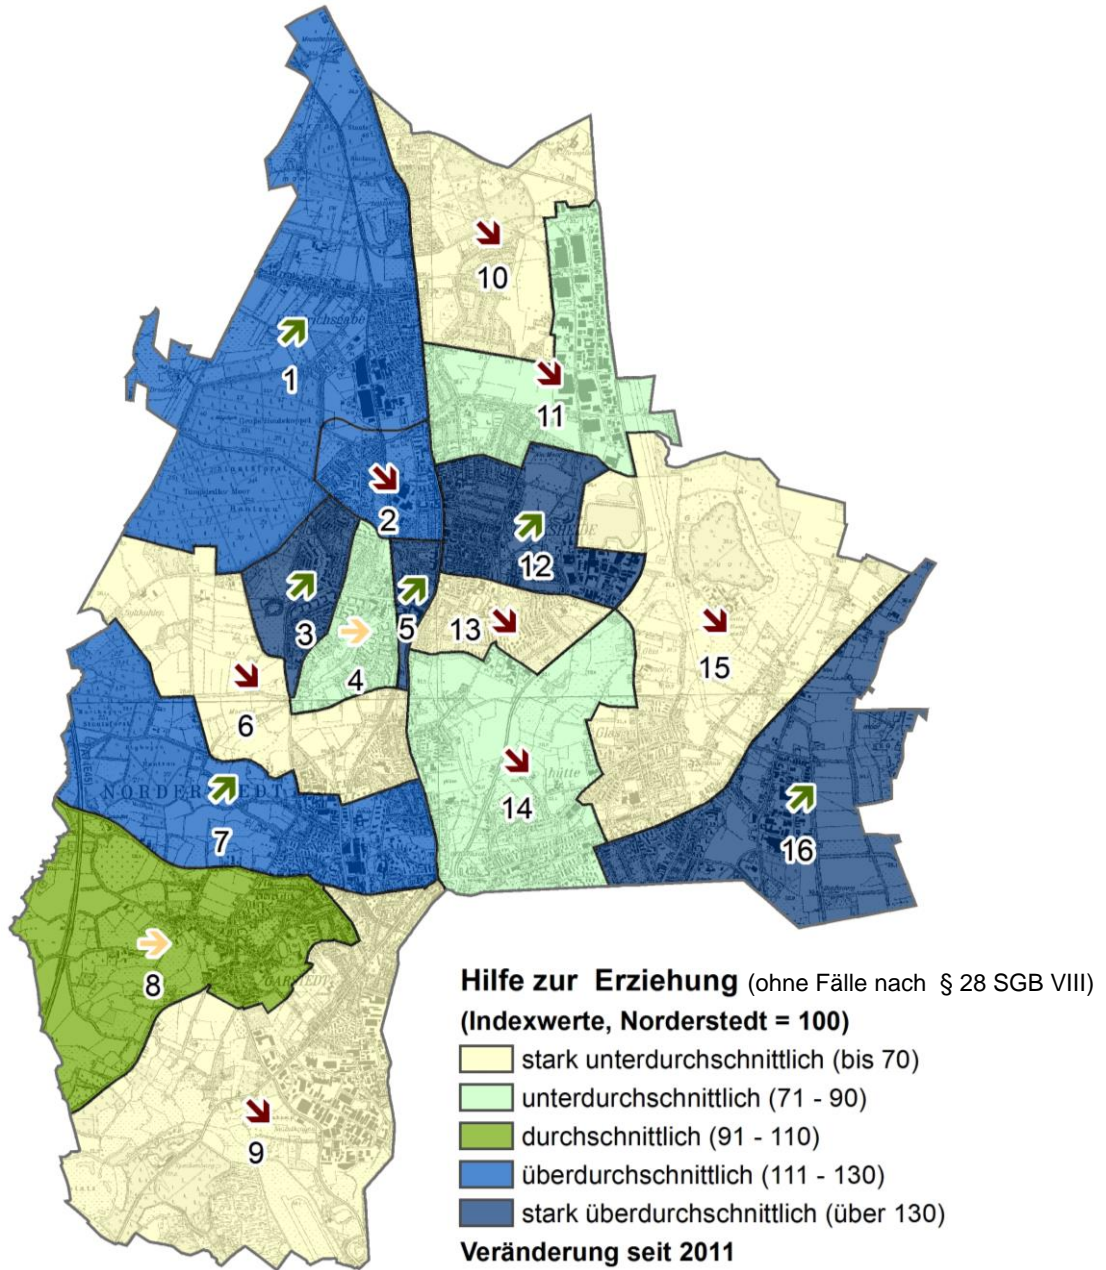 10
1
11
2
12
3
5
13
4
15
6
14
NORDERSTEDT
7
16
8
9
Hilfe zur Erziehung (ohne Fälle nach § 28 SGB VIII)
(Indexwerte, Norderstedt = 100)
stark unterdurchschnittlich (bis 70)
unterdurchschnittlich (71 - 90)
durchschnittlich (91 - 110)
überdurchschnittlich (111 - 130)
stark überdurchschnittlich (über 130)
Veränderung seit 2011